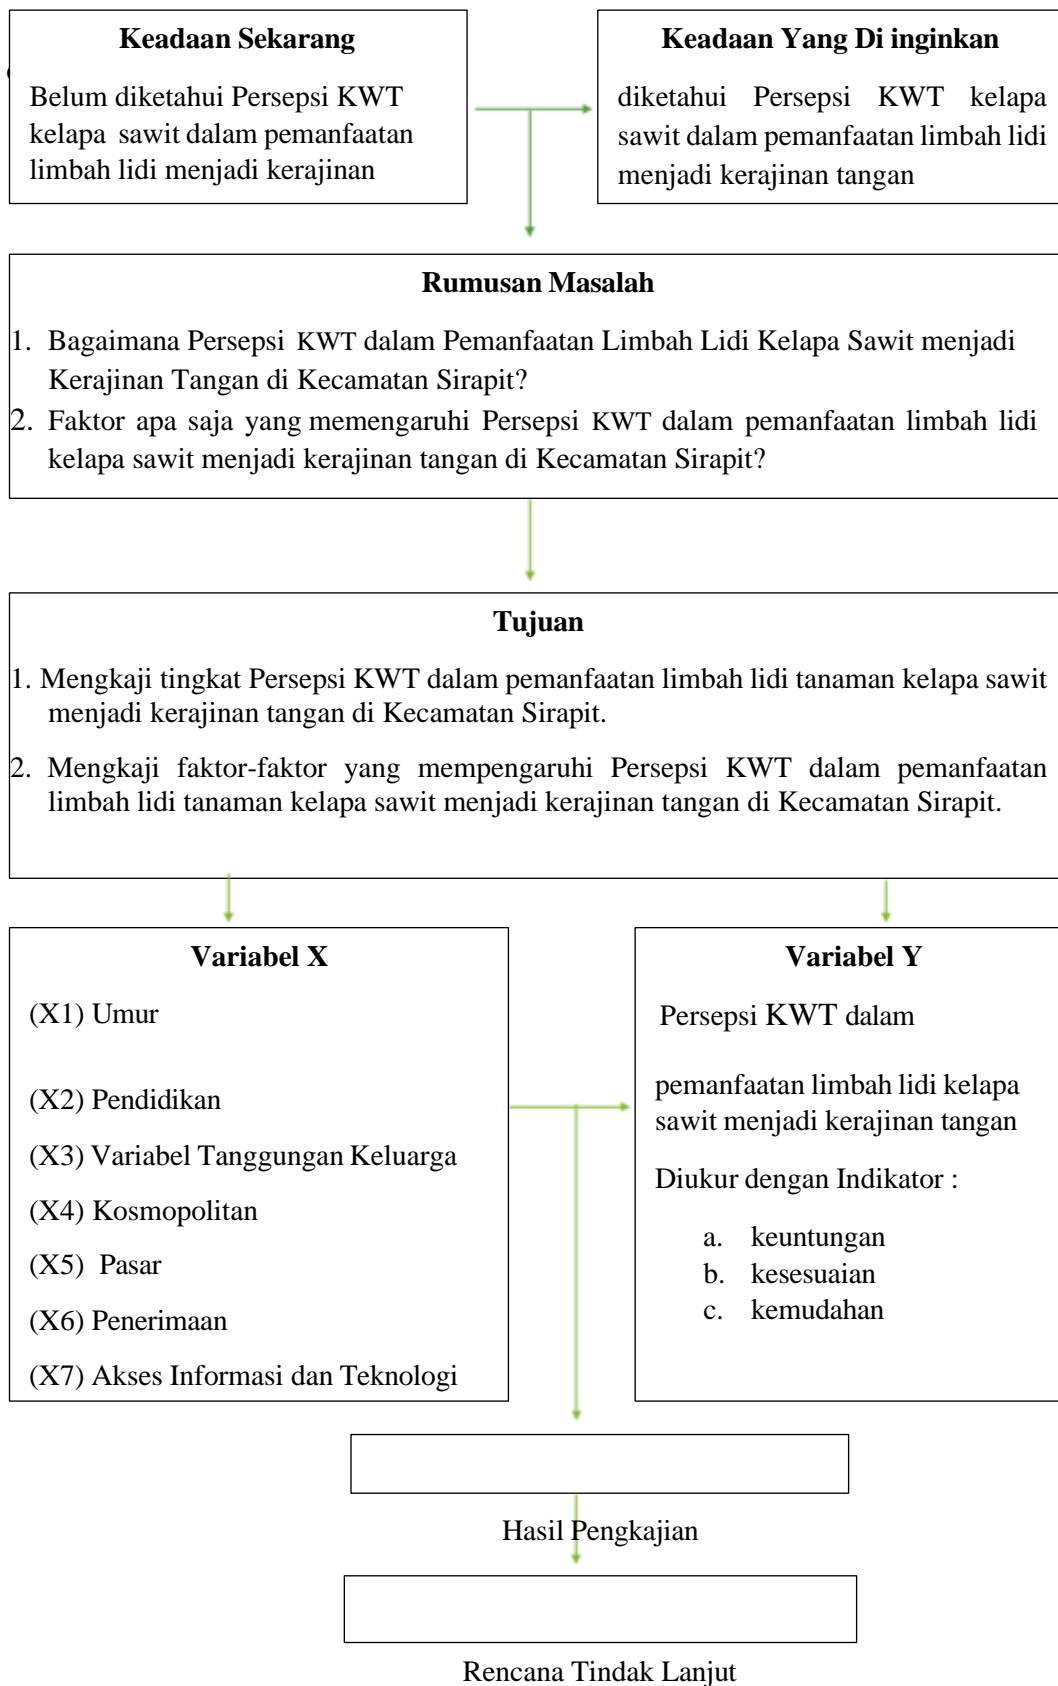 Keadaan Sekarang
Belum diketahui Persepsi KWT
kelapa sawit dalam pemanfaatan
limbah lidi menjadi kerajinan
Keadaan Yang Di inginkan
diketahui Persepsi KWT kelapa
sawit dalam pemanfaatan limbah lidi
menjadi kerajinan tangan
Rumusan Masalah
1. Bagaimana Persepsi KWT dalam Pemanfaatan Limbah Lidi Kelapa Sawit menjadi
Kerajinan Tangan di Kecamatan Sirapit?
2. Faktor apa saja yang memengaruhi Persepsi KWT dalam pemanfaatan limbah lidi
kelapa sawit menjadi kerajinan tangan di Kecamatan Sirapit?
Tujuan
1. Mengkaji tingkat Persepsi KWT dalam pemanfaatan limbah lidi tanaman kelapa sawit
menjadi kerajinan tangan di Kecamatan Sirapit.
2. Mengkaji faktor-faktor yang mempengaruhi Persepsi KWT dalam pemanfaatan
limbah lidi tanaman kelapa sawit menjadi kerajinan tangan di Kecamatan Sirapit.
Variabel X
(X1) Umur
(X2) Pendidikan
(X3) Variabel Tanggungan Keluarga
(X4) Kosmopolitan
(X5) Pasar
(X6) Penerimaan
(X7) Akses Informasi dan Teknologi
Variabel Y
Persepsi KWT dalam
pemanfaatan limbah lidi kelapa
sawit menjadi kerajinan tangan
Diukur dengan Indikator :
a. keuntungan
b. kesesuaian
c. kemudahan
Hasil Pengkajian
Rencana Tindak Lanjut